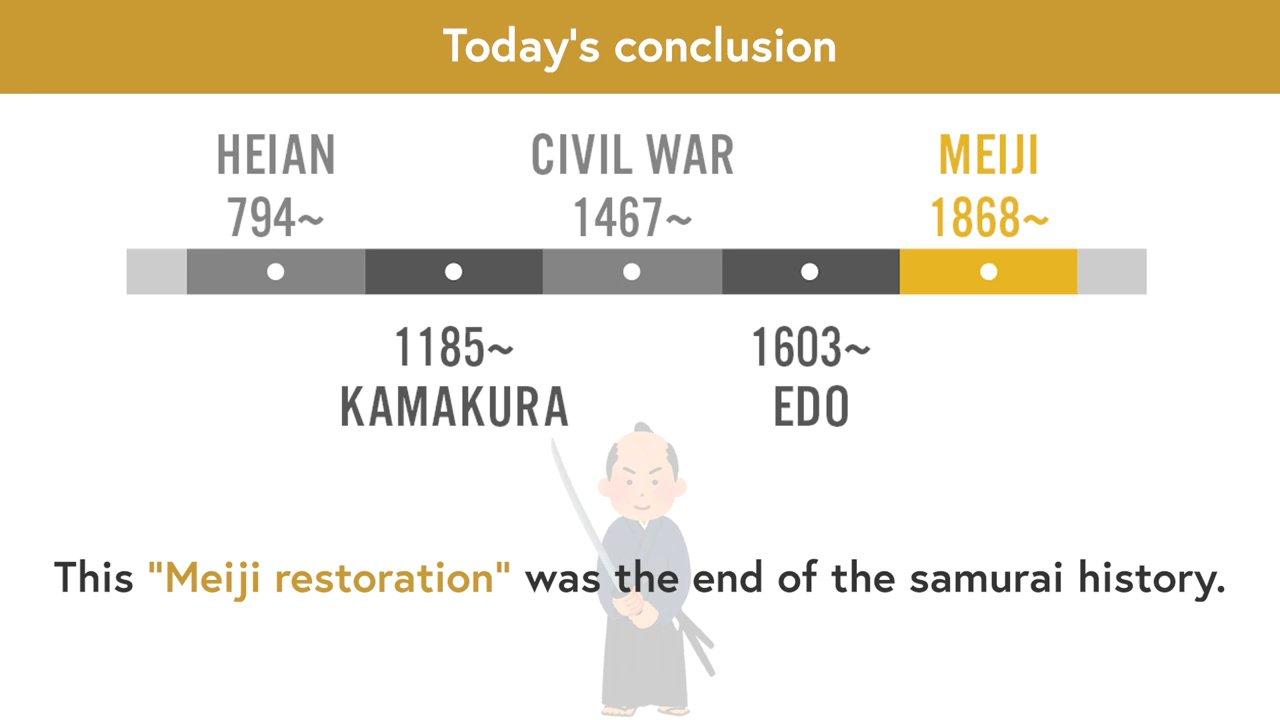 Today's conclusion
HEIAN
794~
CIVIL WAR
1467~
MEIJI
1868~
1185~
KAMAKURA
1603~
EDO
This "Meiji restoration" was the end of the samurai history.